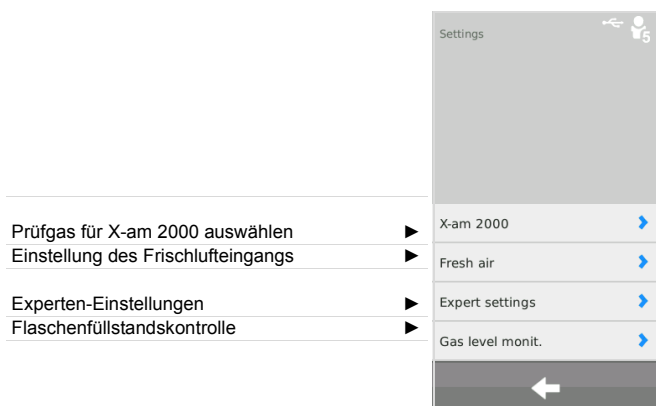 Settings
5
Prüfgas für X-am 2000 auswählen ►
X-am 2000
Einstellung des Frischlufteingangs ►
Fresh air
Experten-Einstellungen ►
Expert settings
Flaschenfüllstandskontrolle ►
Gas level monit.